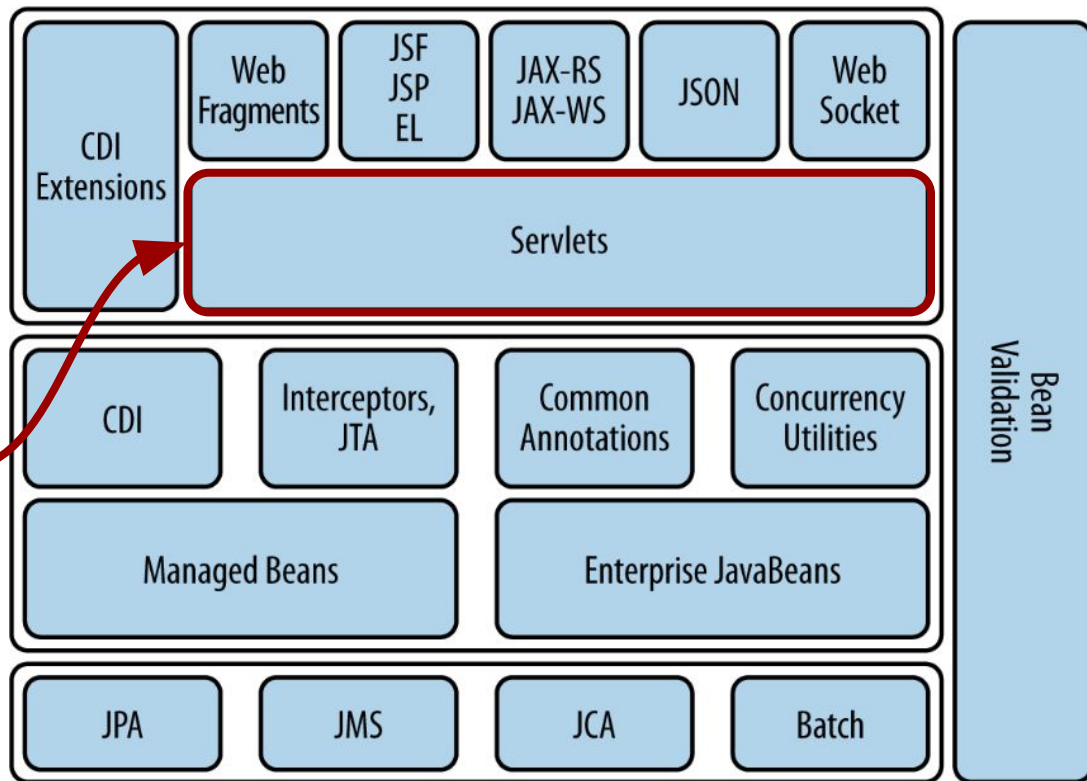 CDI
Extensions
Web
Fragments
JSF
JSP
EL
JAX-RS
JAX-WS
JSON
Web
Socket
Servlets
CDI
Interceptors,
JTA
Common
Annotations
Concurrency
Utilities
Managed Beans
Enterprise JavaBeans
JPA
JMS
JCA
Batch
Bean
Validation